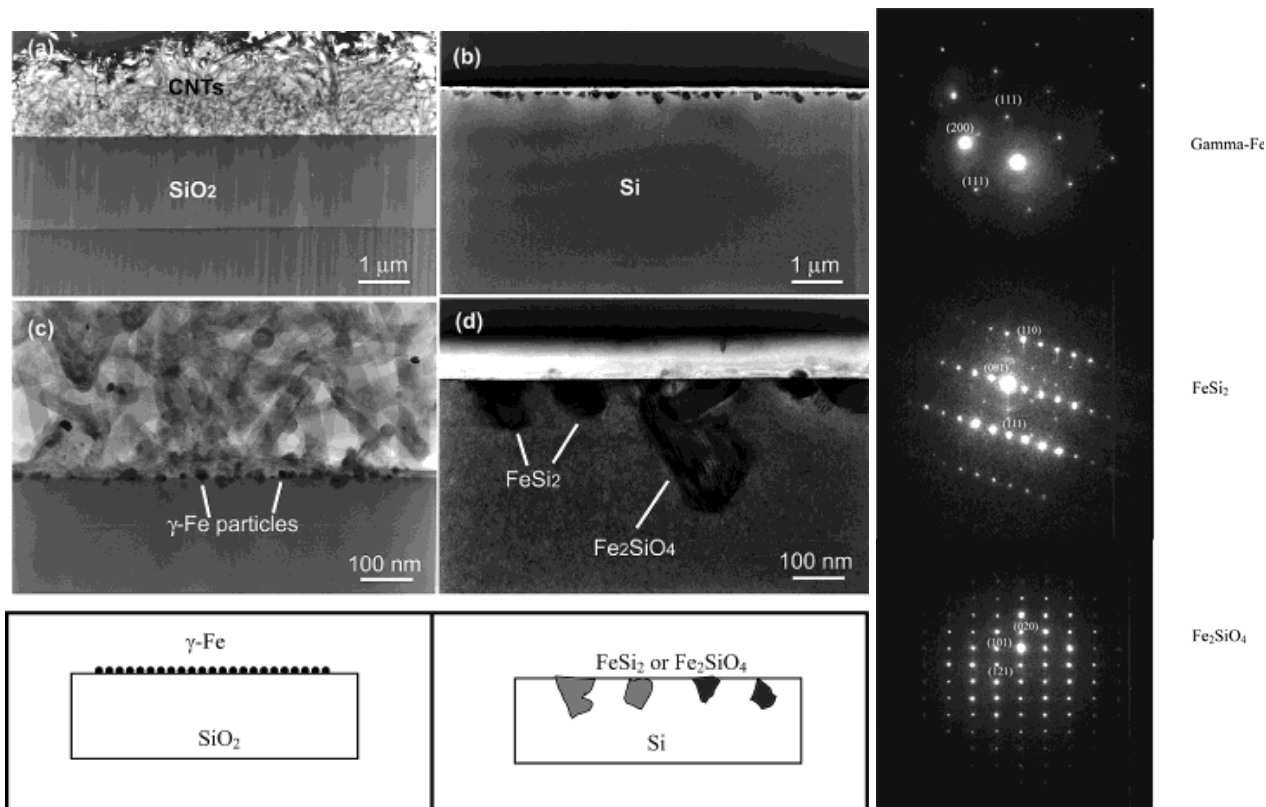 (a)
CNTs
SiO₂
1 μm
(b)
Si
1 μm
(c)
γ-Fe particles
100 nm
(d)
FeSi₂
Fe₂SiO₄
100 nm
γ-Fe
SiO₂
FeSi₂ or Fe₂SiO₄
Si
(111)
(200)
(111)
Gamma-Fe
(110)
(001)
(111)
FeSi₂
(020)
(101)
(121)
Fe₂SiO₄